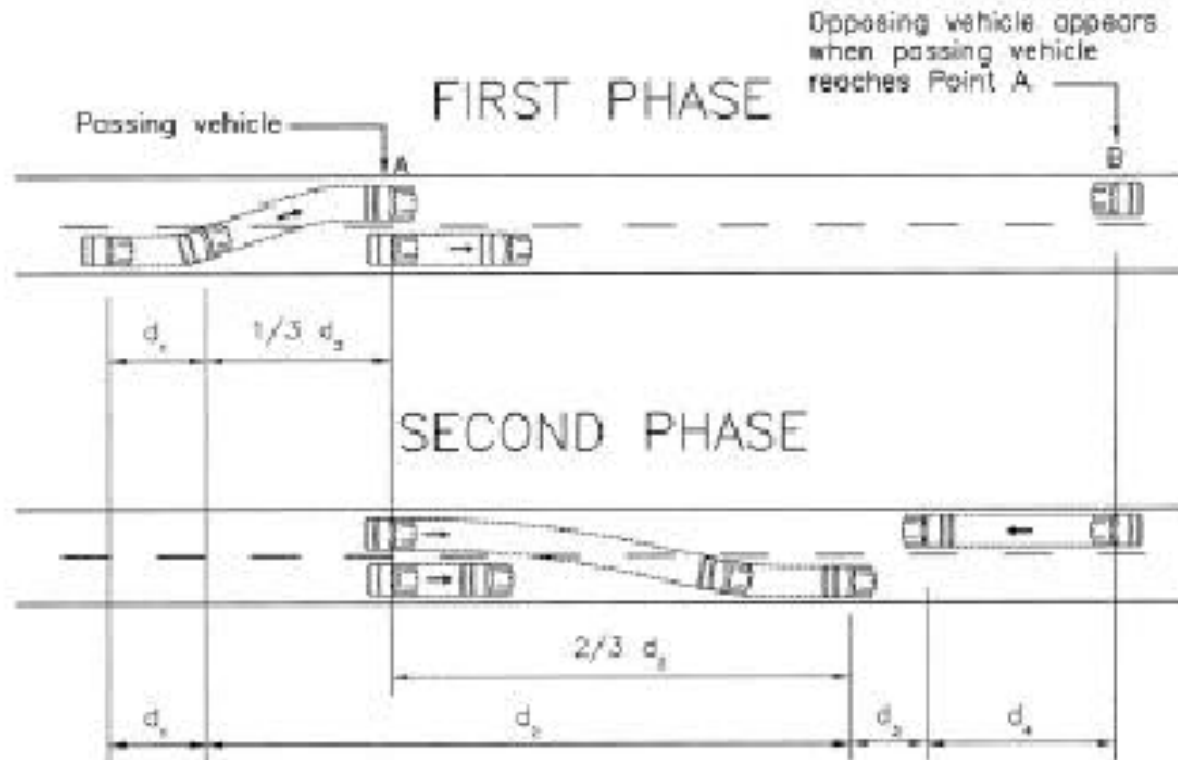 Opposing vehicle appears
when passing vehicle
reaches Point A
FIRST PHASE
Passing vehicle
A
B
d₁
1/3 d₂
SECOND PHASE
2/3 d₂
d₁
d₂
d₃
d₄